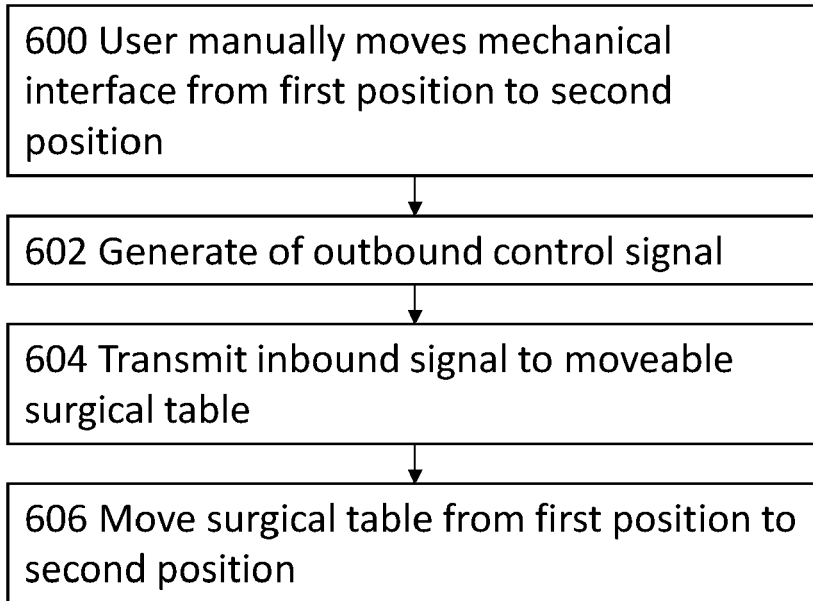 600 User manually moves mechanical
interface from first position to second
position
602 Generate of outbound control signal
604 Transmit inbound signal to moveable
surgical table
606 Move surgical table from first position to
second position